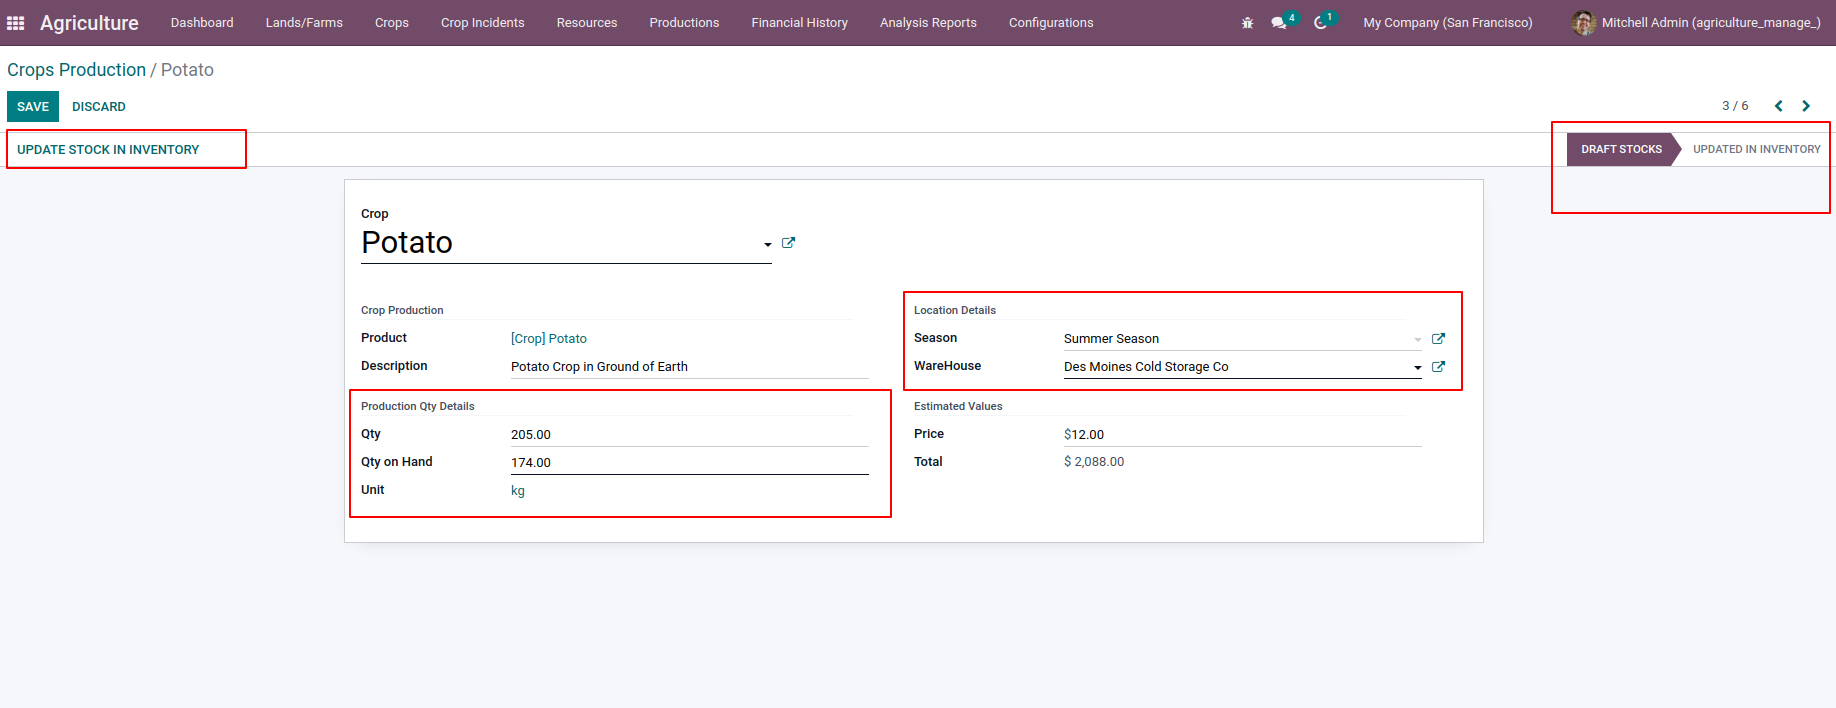 Agriculture Dashboard Lands/Farms Crops Crop Incidents Resources Productions Financial History Analysis Reports Configurations 4 1 My Company (San Francisco) Mitchell Admin (agriculture_manage_)
Crops Production / Potato
SAVE DISCARD 3 / 6
UPDATE STOCK IN INVENTORY DRAFT STOCKS UPDATED IN INVENTORY
Crop
Potato
Crop Production
Product [Crop] Potato
Description Potato Crop in Ground of Earth
Location Details
Season Summer Season
WareHouse Des Moines Cold Storage Co
Production Qty Details
Qty 205.00
Qty on Hand 174.00
Unit kg
Estimated Values
Price $12.00
Total $ 2,088.00